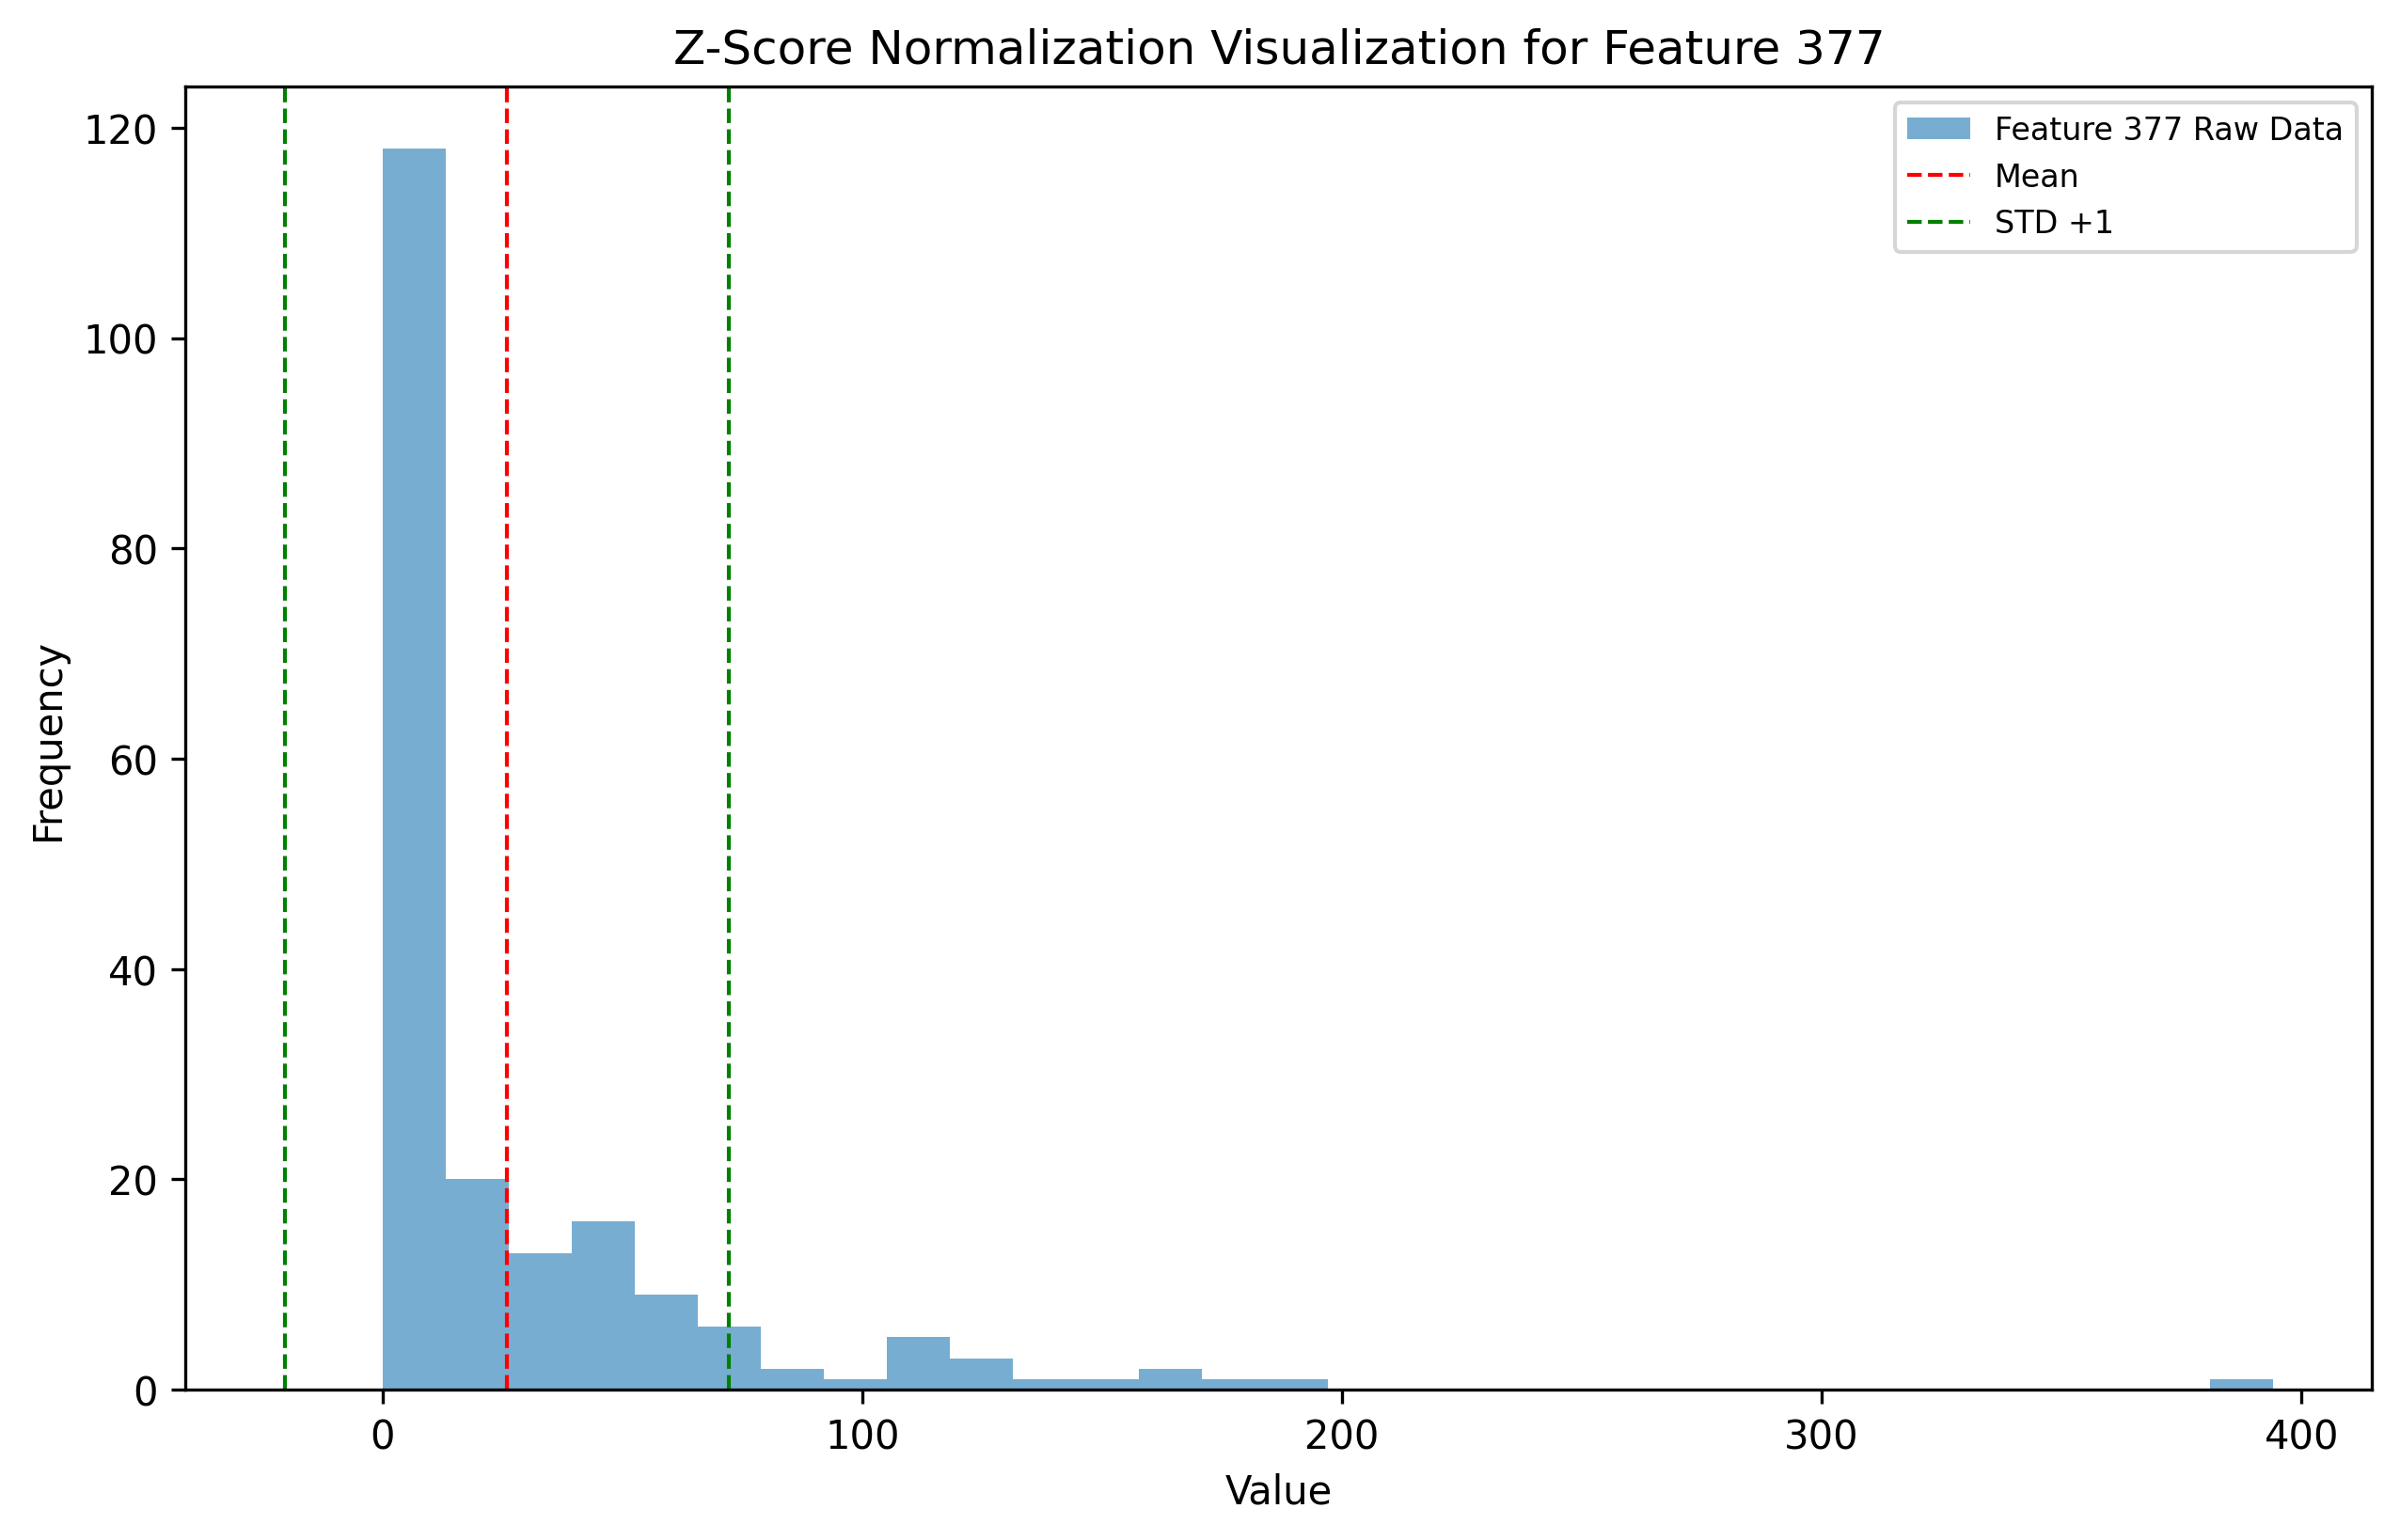 Z-Score Normalization Visualization for Feature 377
Feature 377 Raw Data
Mean
STD +1
120
100
80
60
40
20
0
Frequency
0 100 200 300 400
Value